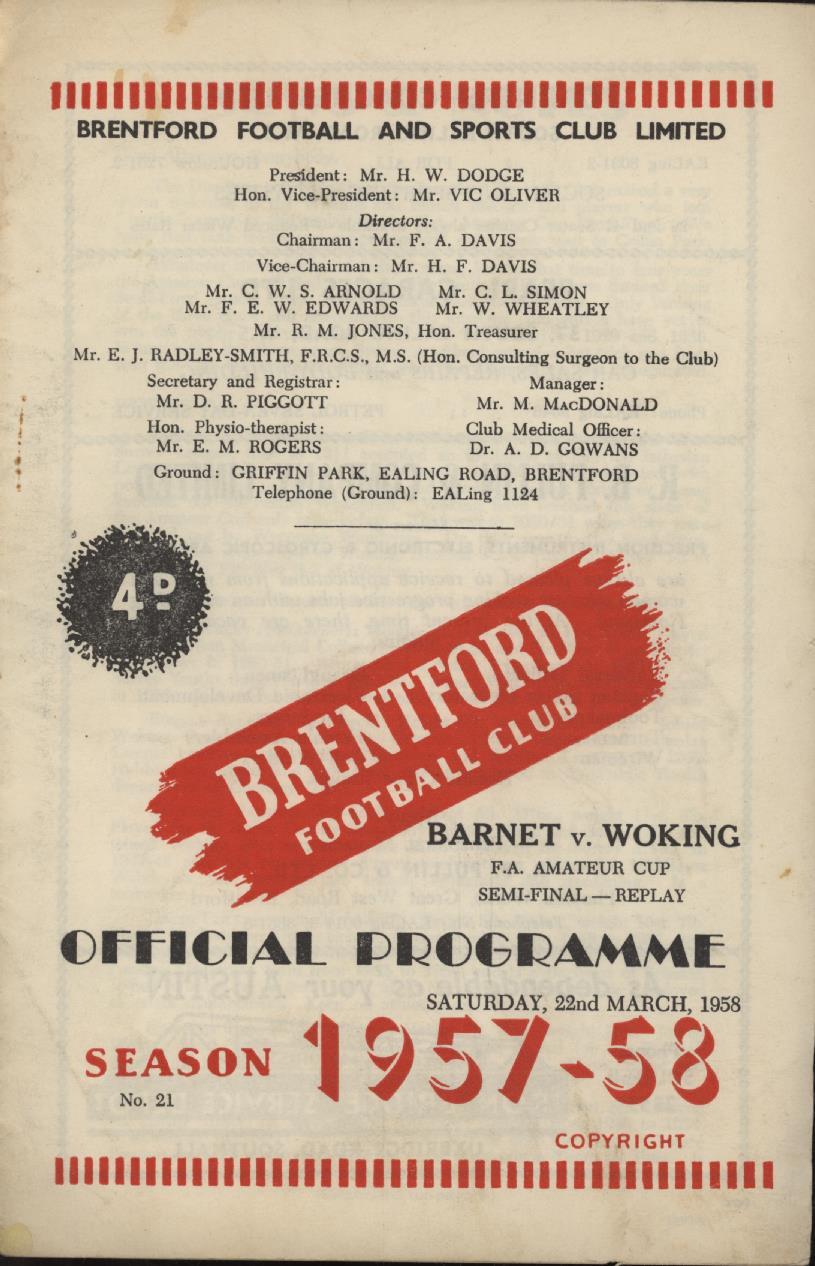 BRENTFORD FOOTBALL AND SPORTS CLUB LIMITED
President: Mr. H. W. DODGE
Hon. Vice-President: Mr. VIC OLIVER
Directors:
Chairman: Mr. F. A. DAVIS
Vice-Chairman: Mr. H. F. DAVIS
Mr. C. W. S. ARNOLD Mr. C. L. SIMON
Mr. F. E. W. EDWARDS Mr. W. WHEATLEY
Mr. R. M. JONES, Hon. Treasurer
Mr. E. J. RADLEY-SMITH, F.R.C.S., M.S. (Hon. Consulting Surgeon to the Club)
Secretary and Registrar: Manager:
Mr. D. R. PIGGOTT Mr. M. MACDONALD
Hon. Physio-therapist: Club Medical Officer:
Mr. E. M. ROGERS Dr. A. D. GOWANS
Ground: GRIFFIN PARK, EALING ROAD, BRENTFORD
Telephone (Ground): EALing 1124
4D
BRENTFORD
FOOTBALL CLUB
BARNET v. WOKING
F.A. AMATEUR CUP
SEMI-FINAL — REPLAY
OFFICIAL PROGRAMME
SATURDAY, 22nd MARCH, 1958
SEASON 1957-58
No. 21
COPYRIGHT